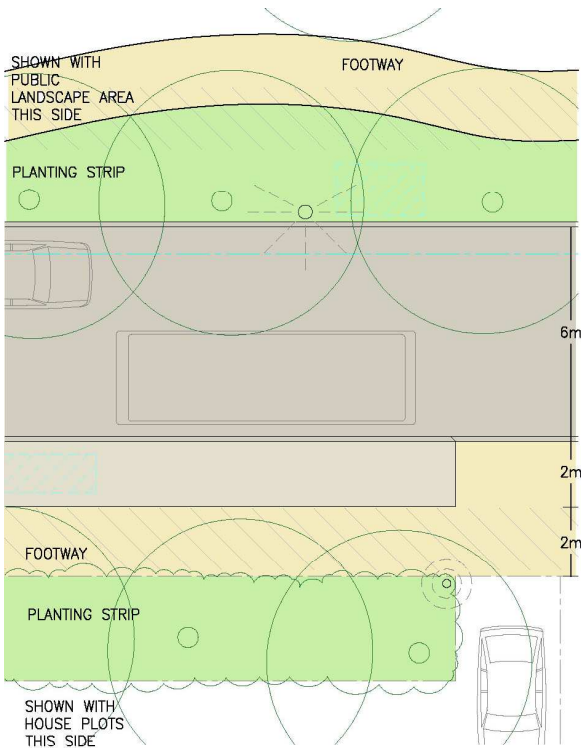 SHOWN WITH
PUBLIC
LANDSCAPE AREA
THIS SIDE
FOOTWAY
PLANTING STRIP
6m
2m
2m
FOOTWAY
PLANTING STRIP
SHOWN WITH
HOUSE PLOTS
THIS SIDE